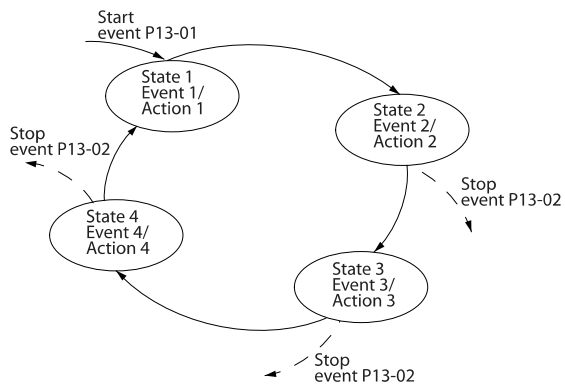 Start
event P13-01
State 1
Event 1/
Action 1
State 2
Event 2/
Action 2
Stop
event P13-02
Stop
event P13-02
State 4
Event 4/
Action 4
State 3
Event 3/
Action 3
Stop
event P13-02